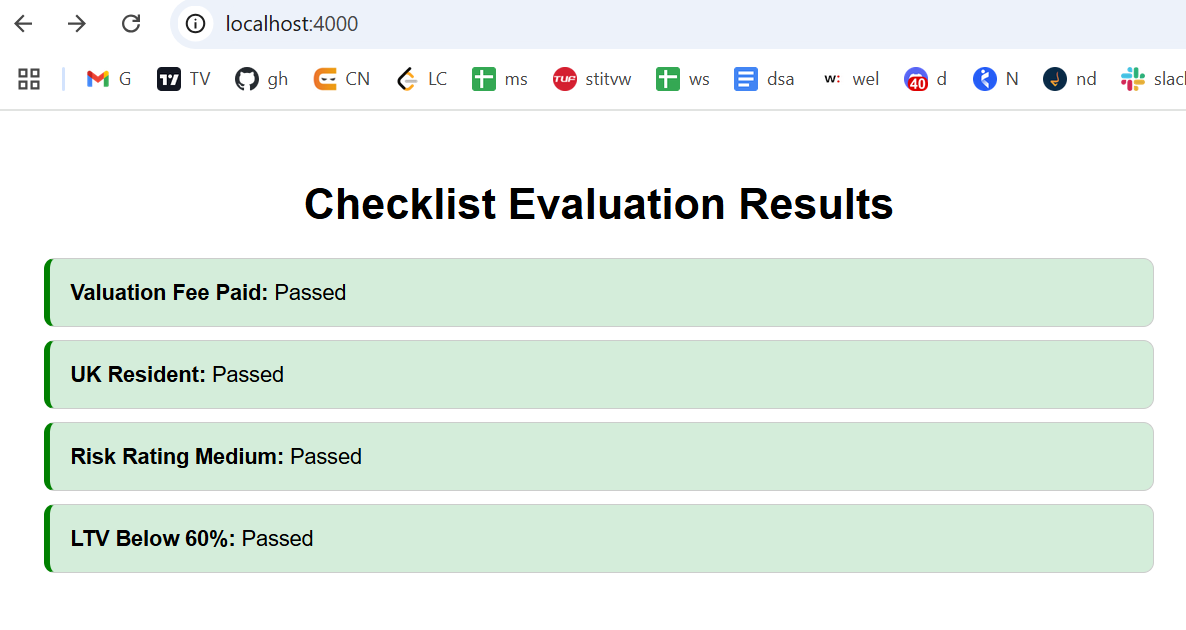 localhost:4000
G TV gh CN LC ms TUF stitvw ws dsa w: wel 40 d N nd slac
Checklist Evaluation Results
Valuation Fee Paid: Passed
UK Resident: Passed
Risk Rating Medium: Passed
LTV Below 60%: Passed